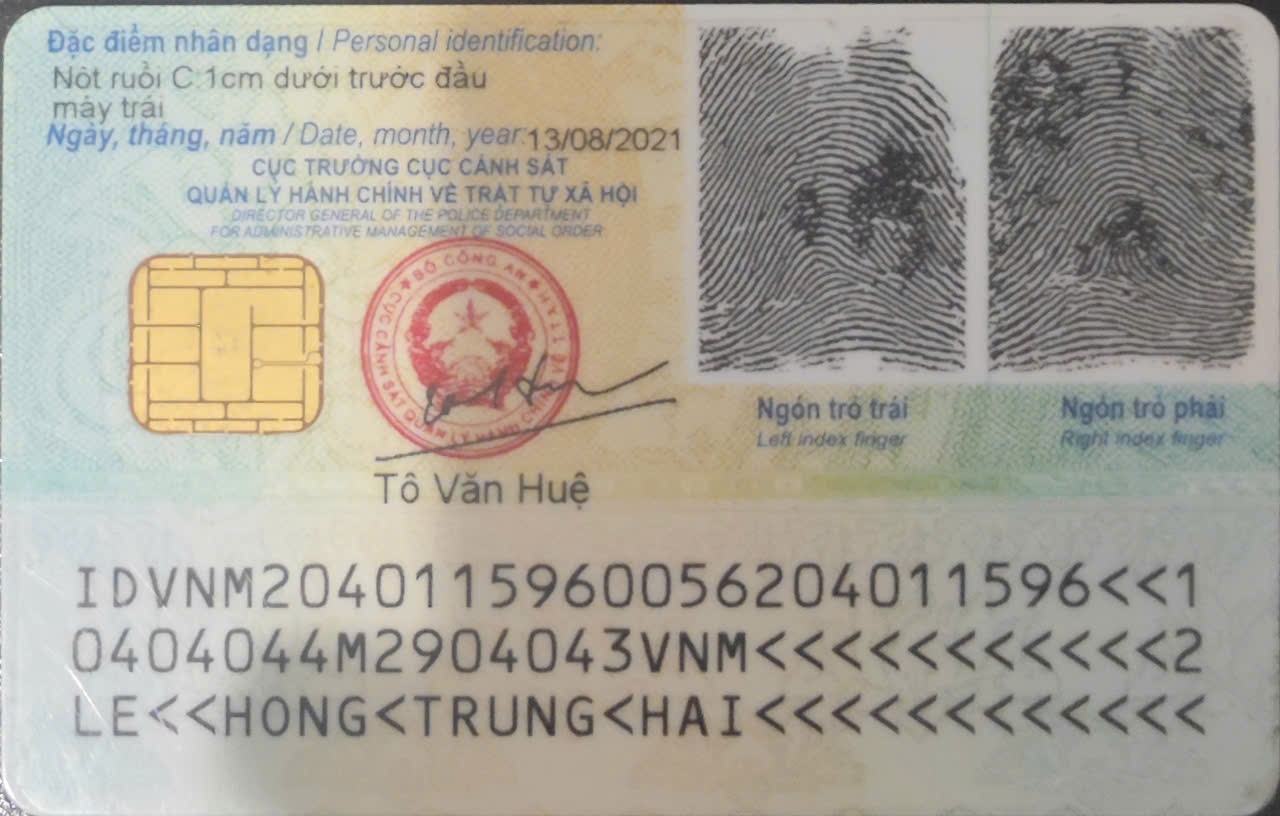 Đặc điểm nhân dạng / Personal identification:
Nốt ruồi C:1cm dưới trước đầu
mày trái
Ngày, tháng, năm / Date, month, year: 13/08/2021
CỤC TRƯỞNG CỤC CẢNH SÁT
QUẢN LÝ HÀNH CHÍNH VỀ TRẬT TỰ XÃ HỘI
DIRECTOR GENERAL OF THE POLICE DEPARTMENT
FOR ADMINISTRATIVE MANAGEMENT OF SOCIAL ORDER
BỘ CÔNG AN
CỤC CẢNH SÁT QUẢN LÝ HÀNH CHÍNH
Tô Văn Huệ
Ngón trỏ trái
Left index finger
Ngón trỏ phải
Right index finger
IDVNM2040115960056204011596<<1
0404044M2904043VNM<<<<<<<<<<<2
LE<<HONG<TRUNG<HAI<<<<<<<<<<<<